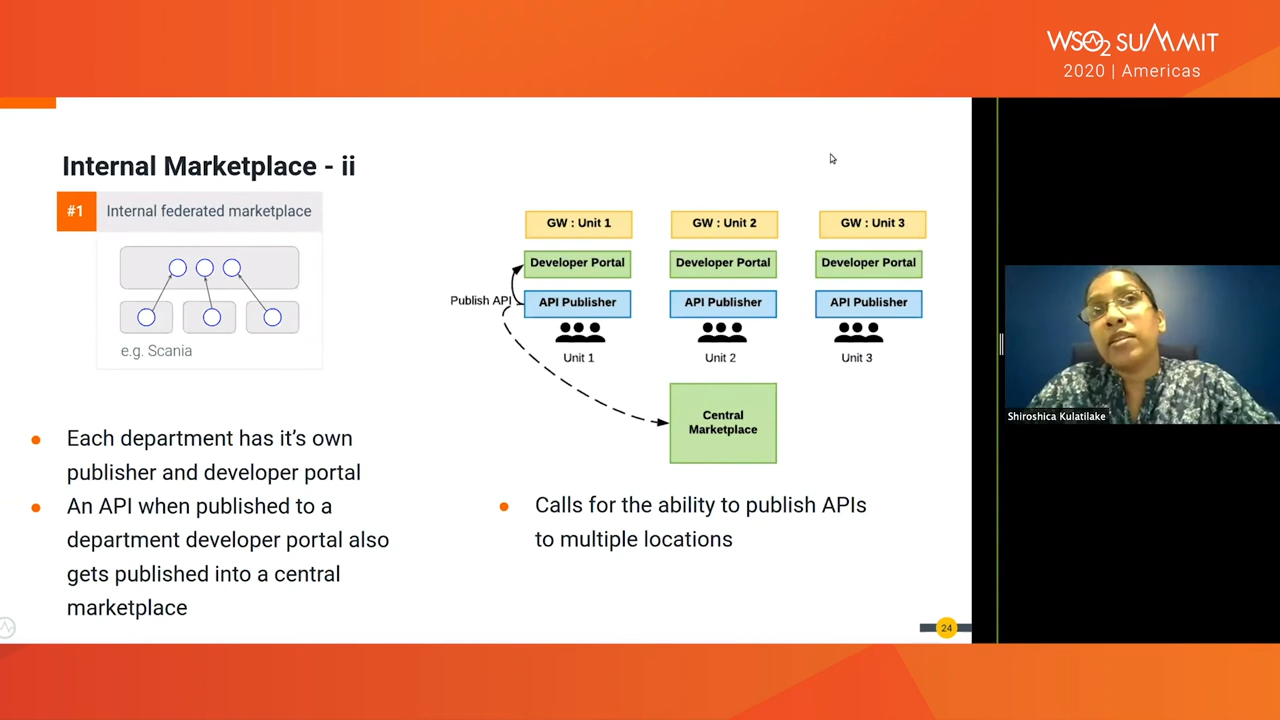 WSO2 SUMMIT
2020 | Americas
Internal Marketplace - ii
#1 Internal federated marketplace
e.g. Scania
Each department has it's own
publisher and developer portal
An API when published to a
department developer portal also
gets published into a central
marketplace
GW : Unit 1
GW : Unit 2
GW : Unit 3
Developer Portal
Developer Portal
Developer Portal
Publish API
API Publisher
API Publisher
API Publisher
Unit 1
Unit 2
Unit 3
Central
Marketplace
Calls for the ability to publish APIs
to multiple locations
24
Shiroshica Kulatilake